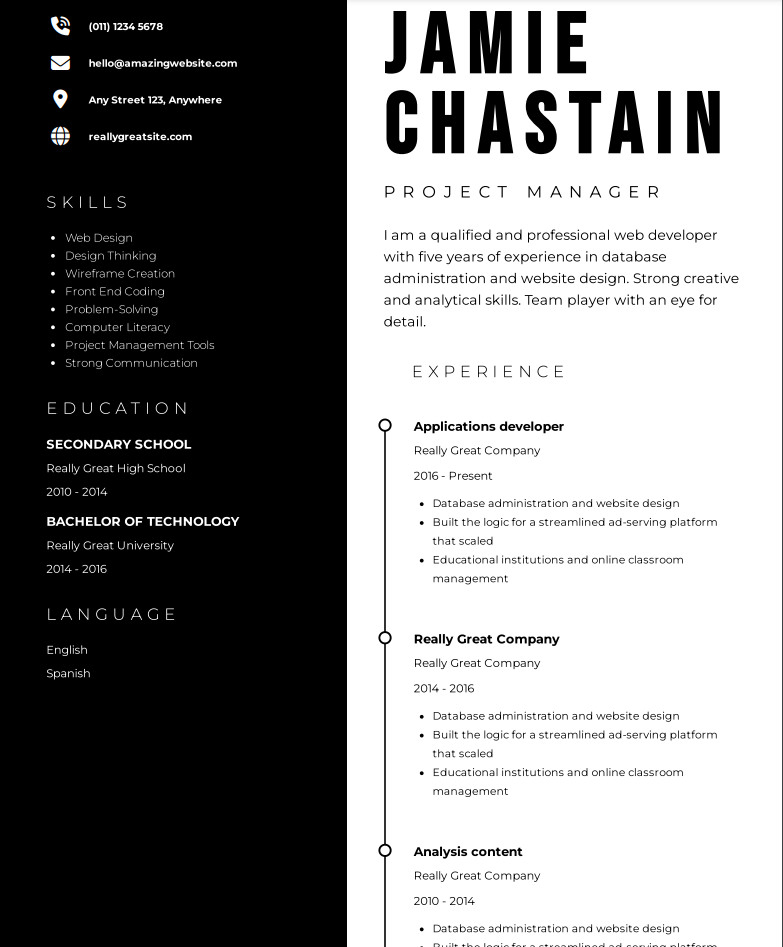 (011) 1234 5678
hello@amazingwebsite.com
Any Street 123, Anywhere
reallygreatsite.com
SKILLS
Web Design
Design Thinking
Wireframe Creation
Front End Coding
Problem-Solving
Computer Literacy
Project Management Tools
Strong Communication
EDUCATION
SECONDARY SCHOOL
Really Great High School
2010 - 2014
BACHELOR OF TECHNOLOGY
Really Great University
2014 - 2016
LANGUAGE
English
Spanish
JAMIE
CHASTAIN
PROJECT MANAGER
I am a qualified and professional web developer
with five years of experience in database
administration and website design. Strong creative
and analytical skills. Team player with an eye for
detail.
EXPERIENCE
Applications developer
Really Great Company
2016 - Present
Database administration and website design
Built the logic for a streamlined ad-serving platform
that scaled
Educational institutions and online classroom
management
Really Great Company
Really Great Company
2014 - 2016
Database administration and website design
Built the logic for a streamlined ad-serving platform
that scaled
Educational institutions and online classroom
management
Analysis content
Really Great Company
2010 - 2014
Database administration and website design
Built the logic for a streamlined ad-serving platform